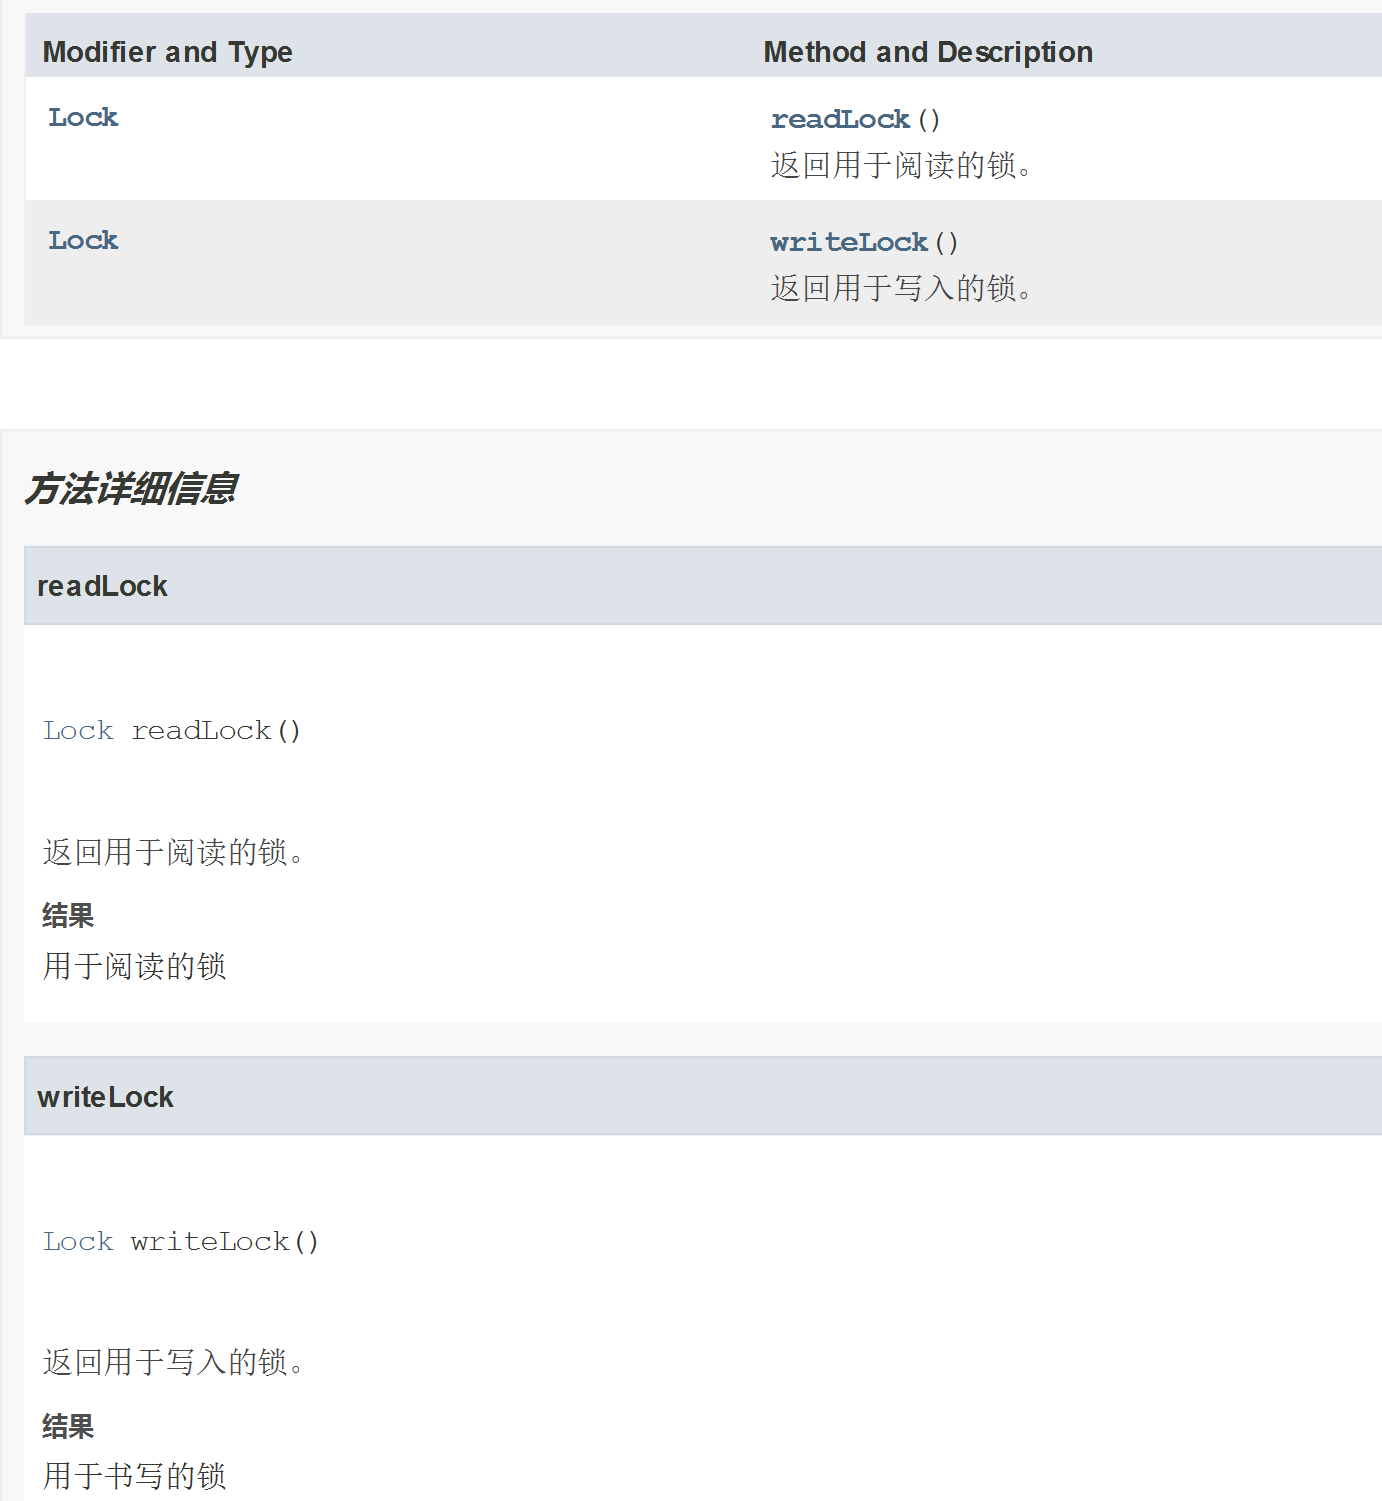 Modifier and Type Method and Description
Lock readLock()
返回用于阅读的锁。
Lock writeLock()
返回用于写入的锁。
方法详细信息
readLock
Lock readLock()
返回用于阅读的锁。
结果
用于阅读的锁
writeLock
Lock writeLock()
返回用于写入的锁。
结果
用于书写的锁